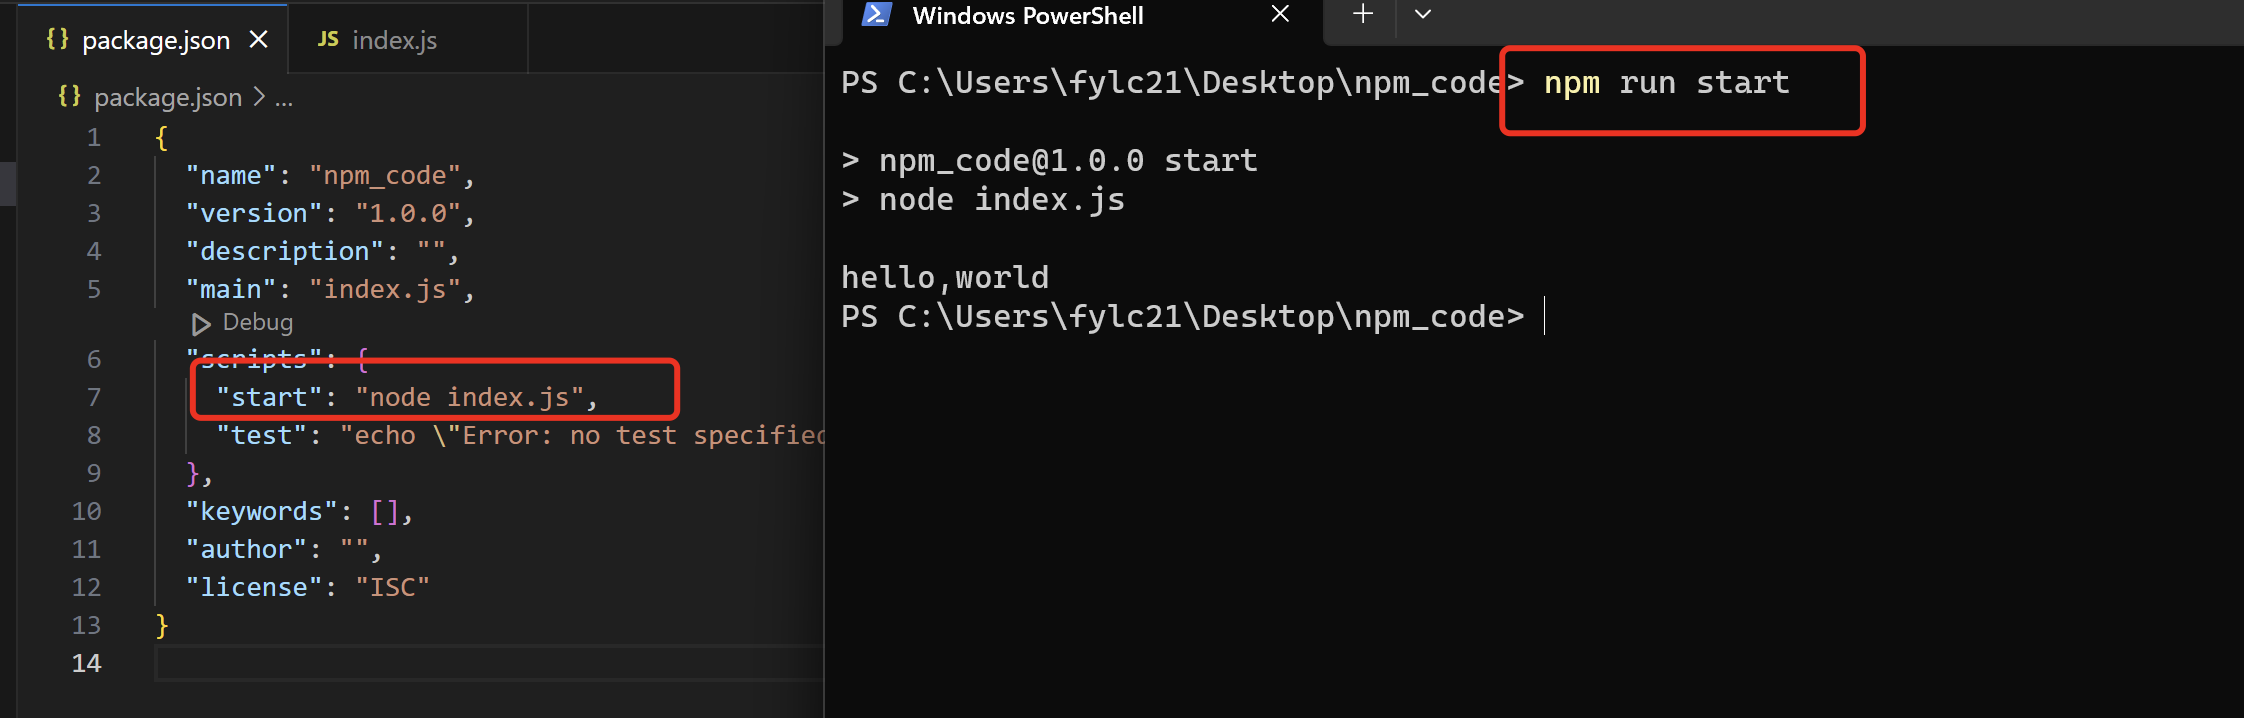 {} package.json ×
JS index.js
{} package.json > ...
1 {
2 "name": "npm_code",
3 "version": "1.0.0",
4 "description": "",
5 "main": "index.js",
Debug
6 "scripts": {
7 "start": "node index.js",
8 "test": "echo \"Error: no test specified
9 },
10 "keywords": [],
11 "author": "",
12 "license": "ISC"
13 }
14
Windows PowerShell
PS C:\Users\fylc21\Desktop\npm_code> npm run start
> npm_code@1.0.0 start
> node index.js
hello,world
PS C:\Users\fylc21\Desktop\npm_code>